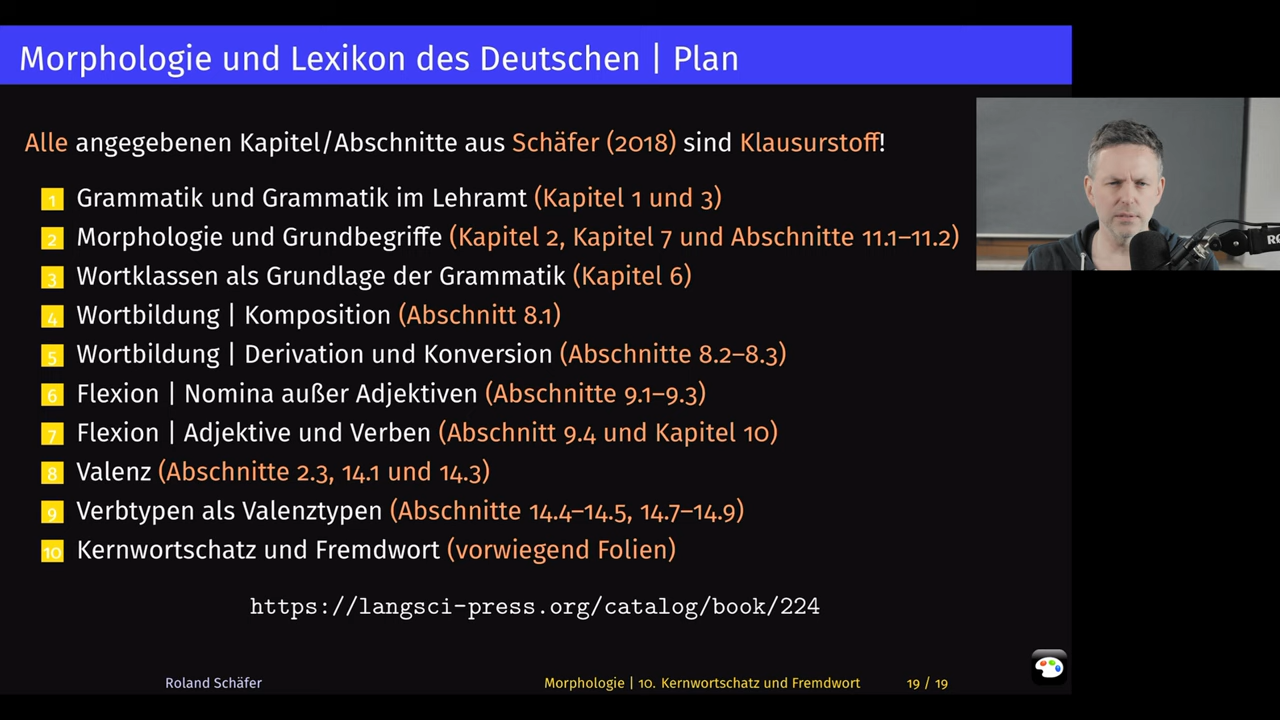 Morphologie und Lexikon des Deutschen | Plan
Alle angegebenen Kapitel/Abschnitte aus Schäfer (2018) sind Klausurstoff!
1 Grammatik und Grammatik im Lehramt (Kapitel 1 und 3)
2 Morphologie und Grundbegriffe (Kapitel 2, Kapitel 7 und Abschnitte 11.1–11.2)
3 Wortklassen als Grundlage der Grammatik (Kapitel 6)
4 Wortbildung | Komposition (Abschnitt 8.1)
5 Wortbildung | Derivation und Konversion (Abschnitte 8.2–8.3)
6 Flexion | Nomina außer Adjektiven (Abschnitte 9.1–9.3)
7 Flexion | Adjektive und Verben (Abschnitt 9.4 und Kapitel 10)
8 Valenz (Abschnitte 2.3, 14.1 und 14.3)
9 Verbtypen als Valenztypen (Abschnitte 14.4–14.5, 14.7–14.9)
10 Kernwortschatz und Fremdwort (vorwiegend Folien)
https://langsci-press.org/catalog/book/224
Roland Schäfer Morphologie | 10. Kernwortschatz und Fremdwort 19 / 19